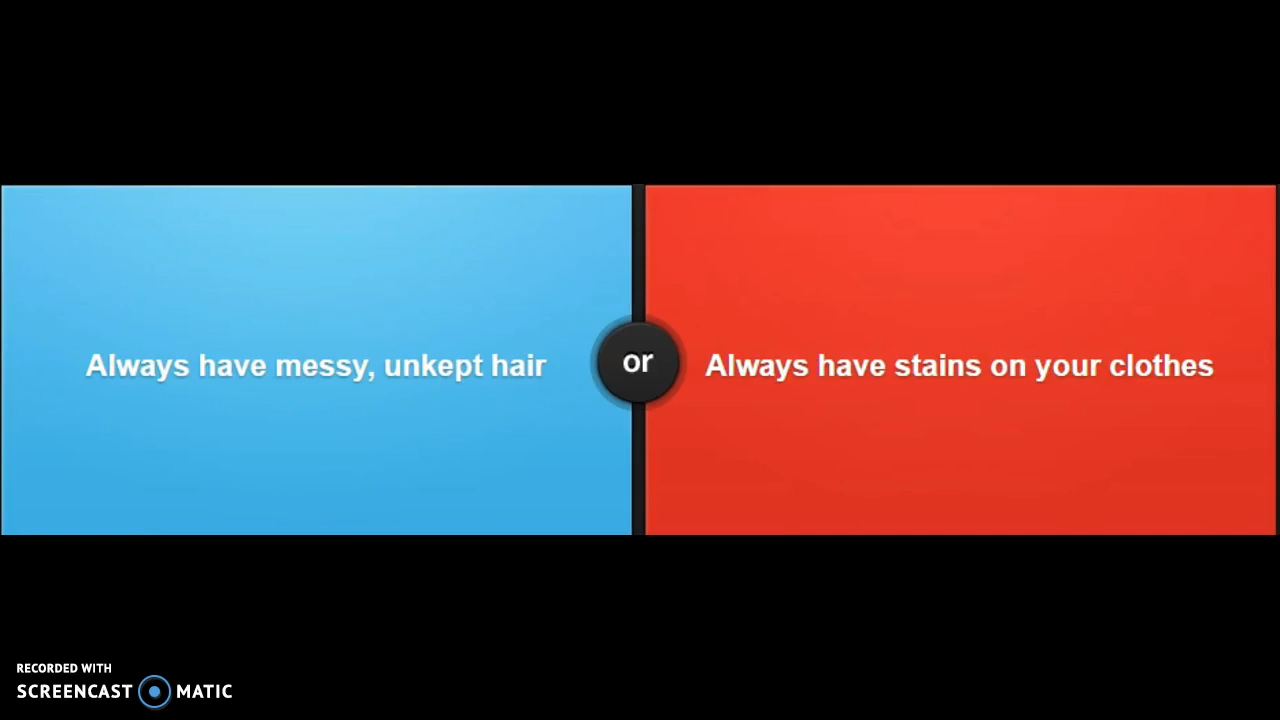 Always have messy, unkept hair
or
Always have stains on your clothes
RECORDED WITH
SCREENCAST MATIC